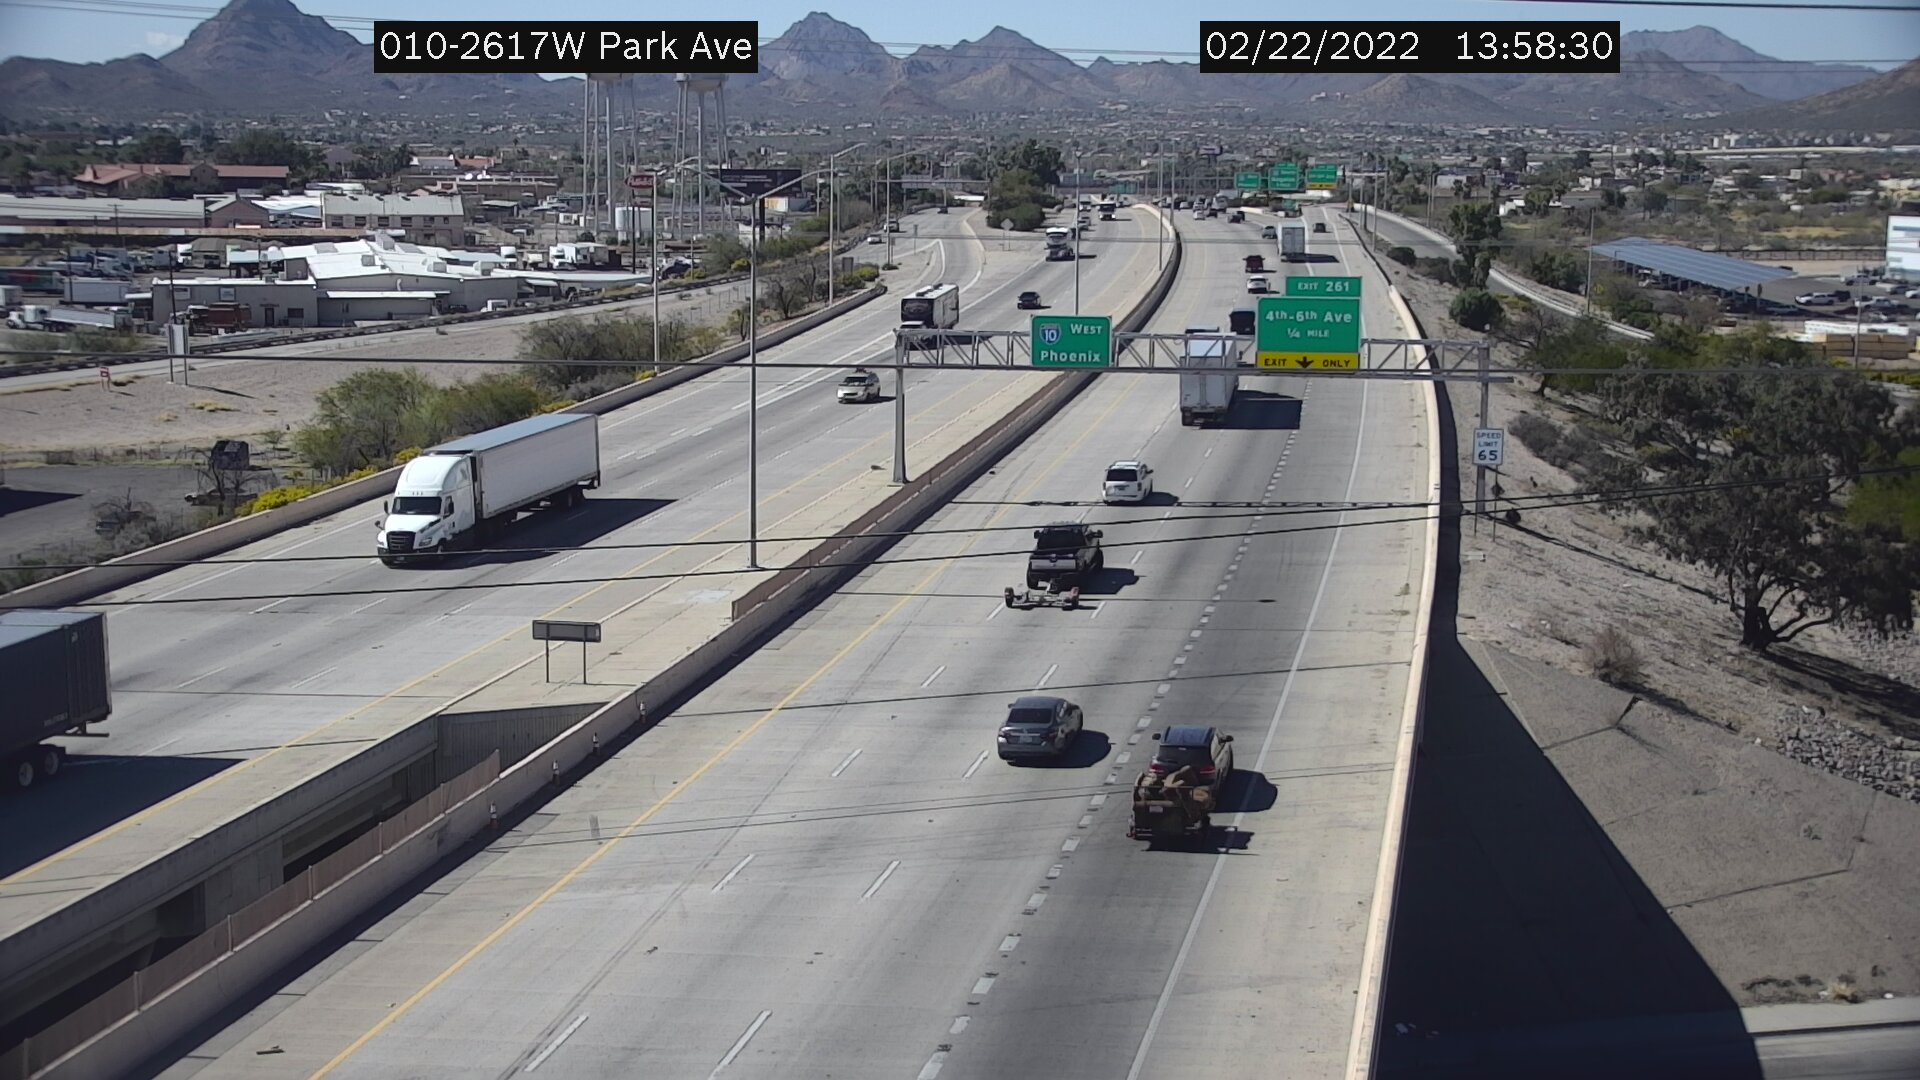 010-2617W Park Ave
02/22/2022 13:58:30
EXIT 261
10
WEST
Phoenix
4th-6th Ave
1/4 MILE
EXIT ONLY
SPEED
LIMIT
65